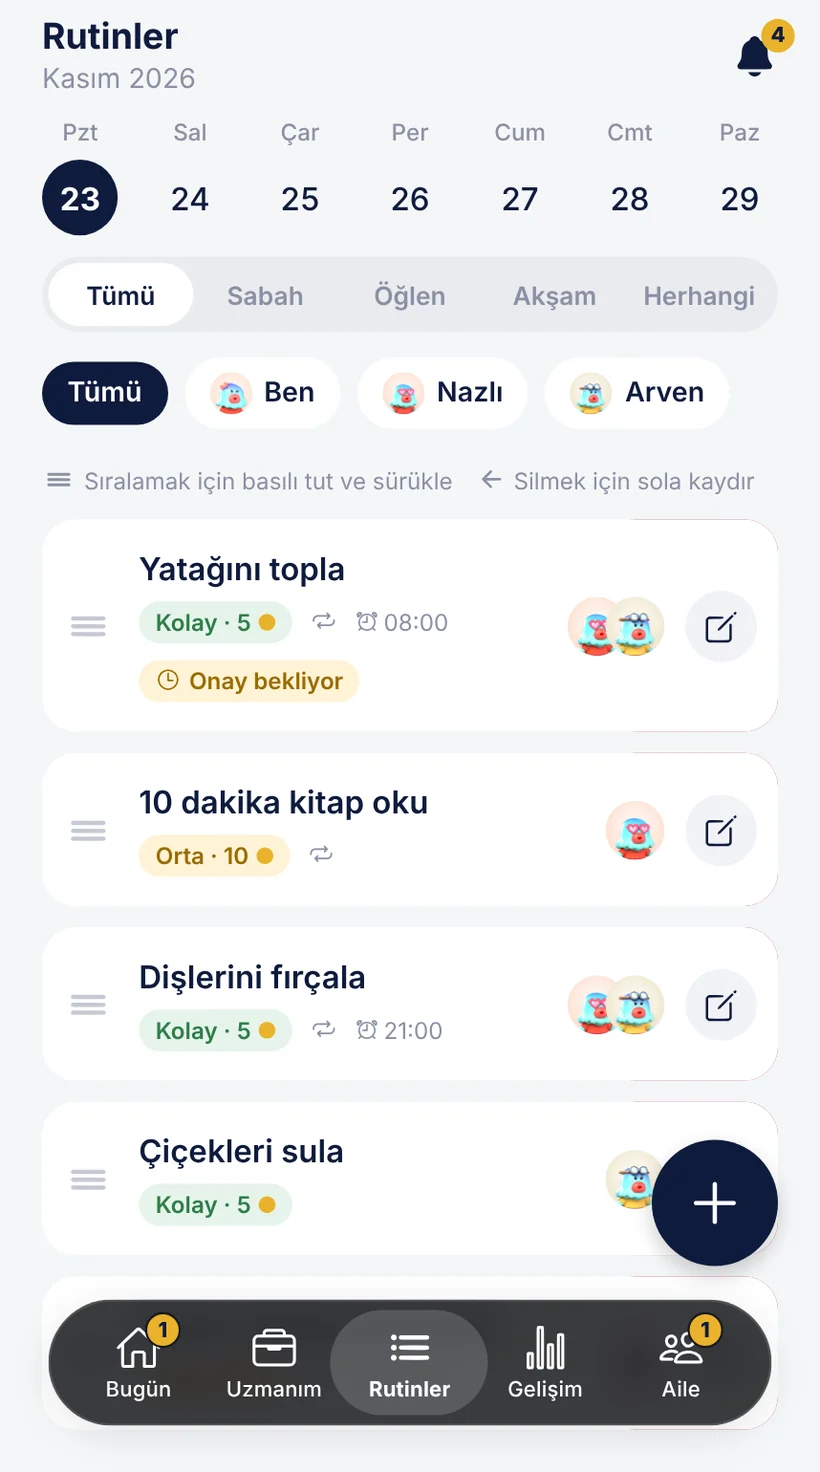 Rutinler
4
Kasım 2026
Pzt Sal Çar Per Cum Cmt Paz
23 24 25 26 27 28 29
Tümü Sabah Öğlen Akşam Herhangi
Tümü Ben Nazlı Arven
Sıralamak için basılı tut ve sürükle Silmek için sola kaydır
Yatağını topla
Kolay · 5 08:00
Onay bekliyor
10 dakika kitap oku
Orta · 10
Dişlerini fırçala
Kolay · 5 21:00
Çiçekleri sula
Kolay · 5
1 1
Bugün Uzmanım Rutinler Gelişim Aile